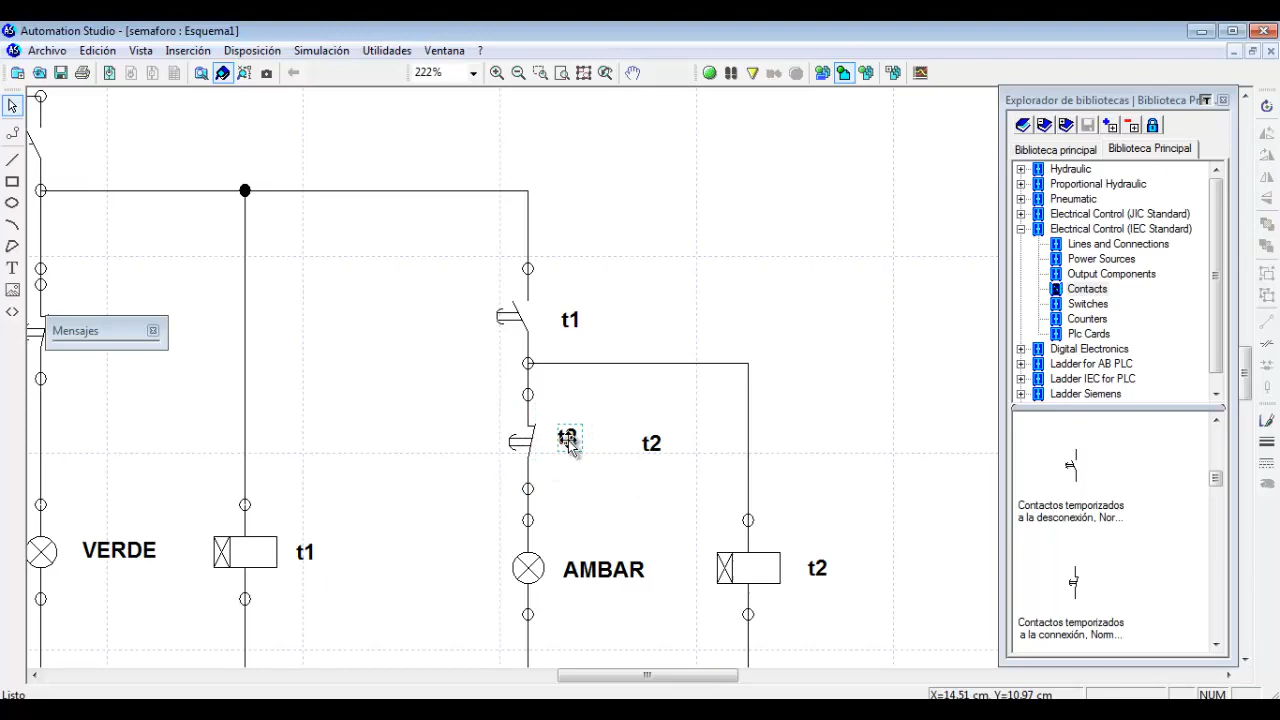 Automation Studio - [semaforo : Esquema1]
Archivo Edición Vista Inserción Disposición Simulación Utilidades Ventana ?
222%
Explorador de bibliotecas | Biblioteca
Biblioteca principal Biblioteca Principal
Hydraulic
Proportional Hydraulic
Pneumatic
Electrical Control (JIC Standard)
Electrical Control (IEC Standard)
Lines and Connections
Power Sources
Output Components
Contacts
Switches
Counters
Plc Cards
Digital Electronics
Ladder for AB PLC
Ladder IEC for PLC
Ladder Siemens
Contactos temporizados
a la desconexión, Nor...
Contactos temporizados
a la connexión, Norm...
Mensajes
t1
t2
VERDE
t1
AMBAR
t2
Listo
X=14.51 cm, Y=10.97 cm
NUM